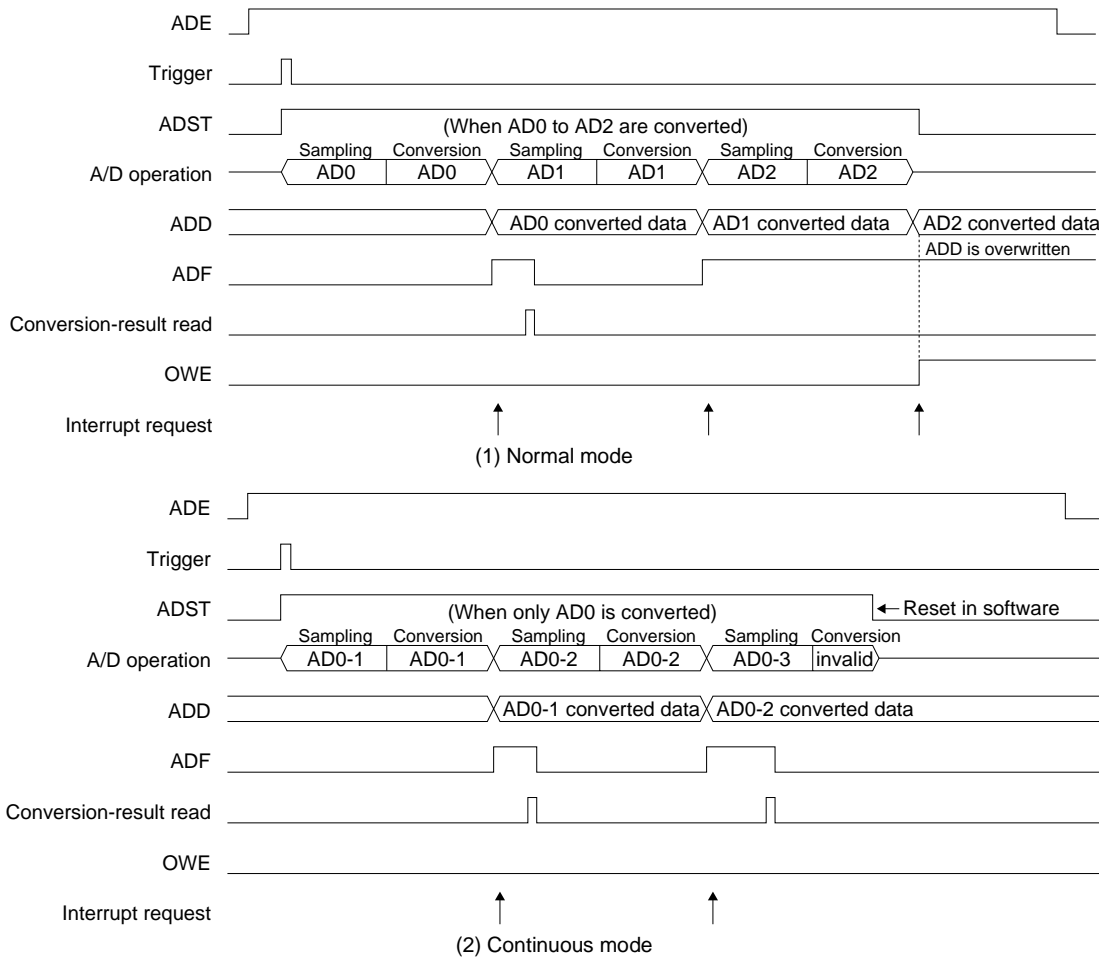 ADE
Trigger
ADST (When AD0 to AD2 are converted)
Sampling Conversion Sampling Conversion Sampling Conversion
A/D operation AD0 AD0 AD1 AD1 AD2 AD2
ADD AD0 converted data AD1 converted data AD2 converted data
ADD is overwritten
ADF
Conversion-result read
OWE
Interrupt request
(1) Normal mode
ADE
Trigger
ADST (When only AD0 is converted) Reset in software
Sampling Conversion Sampling Conversion Sampling Conversion
A/D operation AD0-1 AD0-1 AD0-2 AD0-2 AD0-3 invalid
ADD AD0-1 converted data AD0-2 converted data
ADF
Conversion-result read
OWE
Interrupt request
(2) Continuous mode